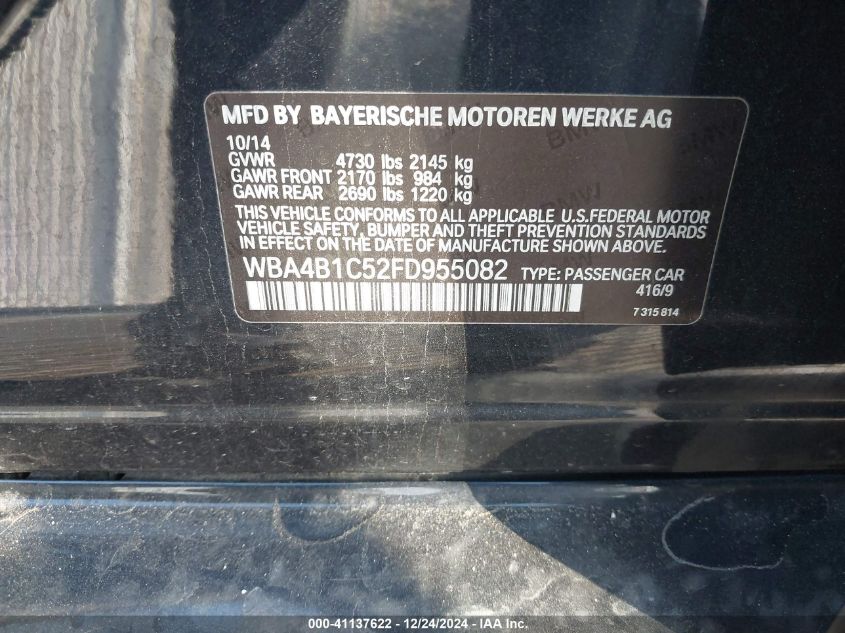 MFD BY BAYERISCHE MOTOREN WERKE AG
10/14
GVWR 4730 lbs 2145 kg
GAWR FRONT 2170 lbs 984 kg
GAWR REAR 2690 lbs 1220 kg
THIS VEHICLE CONFORMS TO ALL APPLICABLE U.S.FEDERAL MOTOR
VEHICLE SAFETY, BUMPER AND THEFT PREVENTION STANDARDS
IN EFFECT ON THE DATE OF MANUFACTURE SHOWN ABOVE.
WBA4B1C52FD955082 TYPE: PASSENGER CAR
416/9
7 315 814
000-41137622 - 12/24/2024 - IAA Inc.